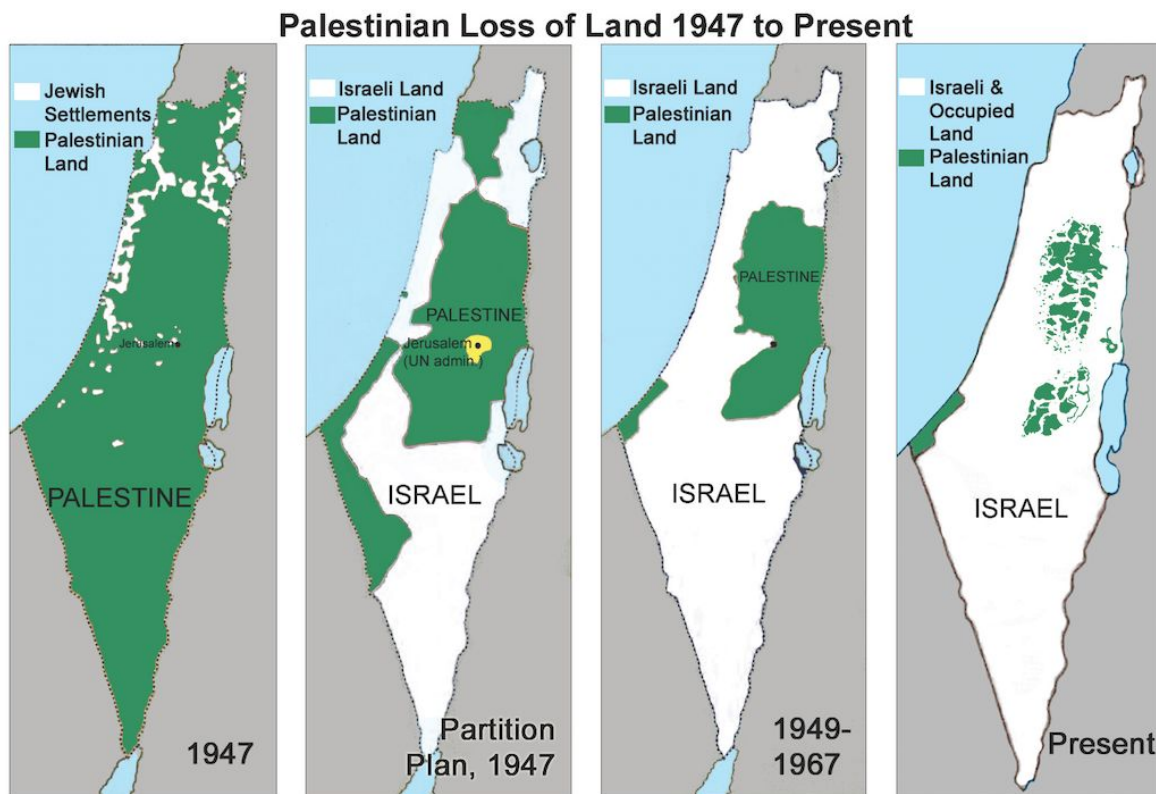 Palestinian Loss of Land 1947 to Present
Jewish
Settlements
Palestinian
Land
Jerusalem
PALESTINE
1947
Israeli Land
Palestinian
Land
PALESTINE
Jerusalem
(UN admin.)
ISRAEL
Partition
Plan, 1947
Israeli Land
Palestinian
Land
PALESTINE
ISRAEL
1949-
1967
Israeli &
Occupied
Land
Palestinian
Land
ISRAEL
Present